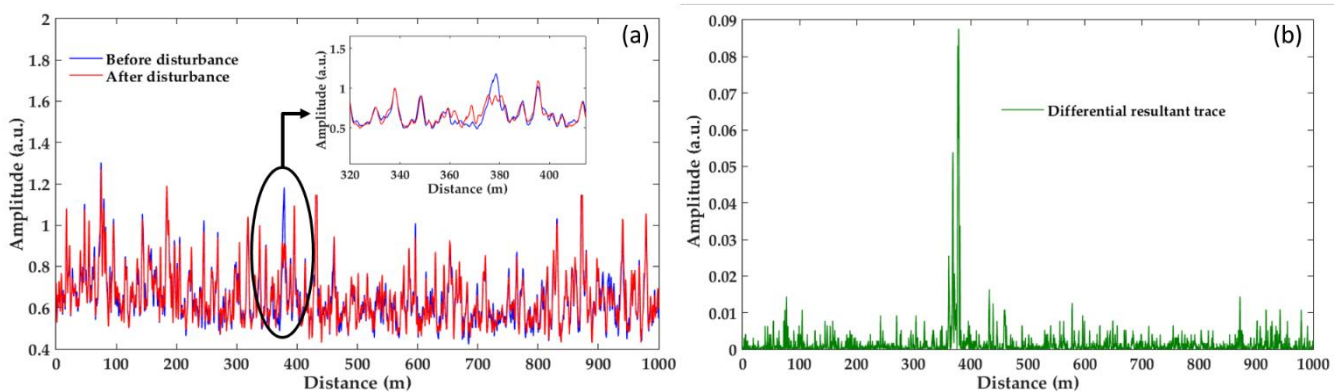 (a)
2
1.8
1.6
1.4
1.2
1
0.8
0.6
0.4
Amplitude (a.u.)
Before disturbance
After disturbance
1.5
1
0.5
Amplitude (a.u.)
320 340 360 380 400
Distance (m)
0 100 200 300 400 500 600 700 800 900 1000
Distance (m)
(b)
0.09
0.08
0.07
0.06
0.05
0.04
0.03
0.02
0.01
0
Amplitude (a.u.)
Differential resultant trace
0 100 200 300 400 500 600 700 800 900 1000
Distance (m)